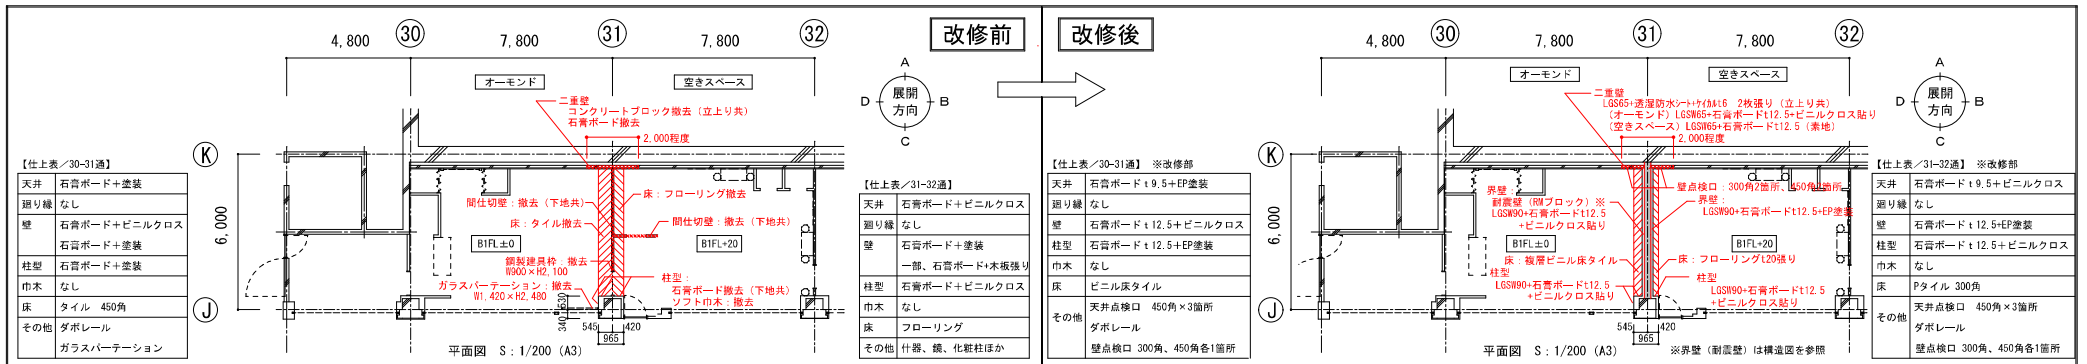 改修前
4,800
30
7,800
31
7,800
32
オーモンド
空きスペース
A
D
展開
方向
B
C
二重壁
コンクリートブロック撤去（立上り共）
石膏ボード撤去
2,000程度
K
6,000
J
【仕上表／30-31通】
天井 石膏ボード＋塗装
廻り縁 なし
壁 石膏ボード＋ビニルクロス
石膏ボード＋塗装
柱型 石膏ボード＋塗装
巾木 なし
床 タイル 450角
その他 ダボレール
ガラスパーテーション
床：フローリング撤去
間仕切壁：撤去（下地共）
床：タイル撤去
間仕切壁：撤去（下地共）
B1FL±0
B1FL+20
鋼製建具枠：撤去
W900×H2,100
ガラスパーテーション：撤去
W1,420×H2,480
柱型：
石膏ボード撤去（下地共）
ソフト巾木：撤去
340
530
545
420
965
平面図 S：1/200 (A3)
【仕上表／31-32通】
天井 石膏ボード＋ビニルクロス
廻り縁 なし
壁 石膏ボード＋塗装
一部、石膏ボード+木板張り
柱型 石膏ボード＋ビニルクロス
巾木 なし
床 フローリング
その他 什器、鏡、化粧柱ほか
改修後
4,800
30
7,800
31
7,800
32
オーモンド
空きスペース
A
D
展開
方向
B
C
二重壁
LGS65+透湿防水シート+ケイカルt6 2枚張り（立上り共）
(オーモンド) LGSW65+石膏ボードt12.5+ビニルクロス貼り
(空きスペース) LGSW65+石膏ボードt12.5（素地）
2,000程度
K
6,000
J
【仕上表／30-31通】 ※改修部
天井 石膏ボードｔ9.5＋EP塗装
廻り縁 なし
壁 石膏ボードｔ12.5＋ビニルクロス
柱型 石膏ボードｔ12.5＋EP塗装
巾木 なし
床 ビニル床タイル
その他 天井点検口 450角×3箇所
ダボレール
壁点検口 300角、450角各1箇所
壁点検口：300角2箇所、450角1箇所
界壁：
耐震壁（RMブロック）※
LGSW90+石膏ボードt12.5
+ビニルクロス貼り
界壁：
LGSW90+石膏ボードt12.5+EP塗装
B1FL±0
B1FL+20
床：複層ビニル床タイル
床：フローリングt20張り
柱型
LGSW90+石膏ボードt12.5
+ビニルクロス貼り
柱型
LGSW90+石膏ボードt12.5
+ビニルクロス貼り
545
420
965
平面図 S：1/200 (A3)
※界壁（耐震壁）は構造図を参照
【仕上表／31-32通】 ※改修部
天井 石膏ボードｔ9.5＋ビニルクロス
廻り縁 なし
壁 石膏ボードｔ12.5+EP塗装
柱型 石膏ボードｔ12.5＋ビニルクロス
巾木 なし
床 Pタイル 300角
その他 天井点検口 450角×3箇所
ダボレール
壁点検口 300角、450角各1箇所